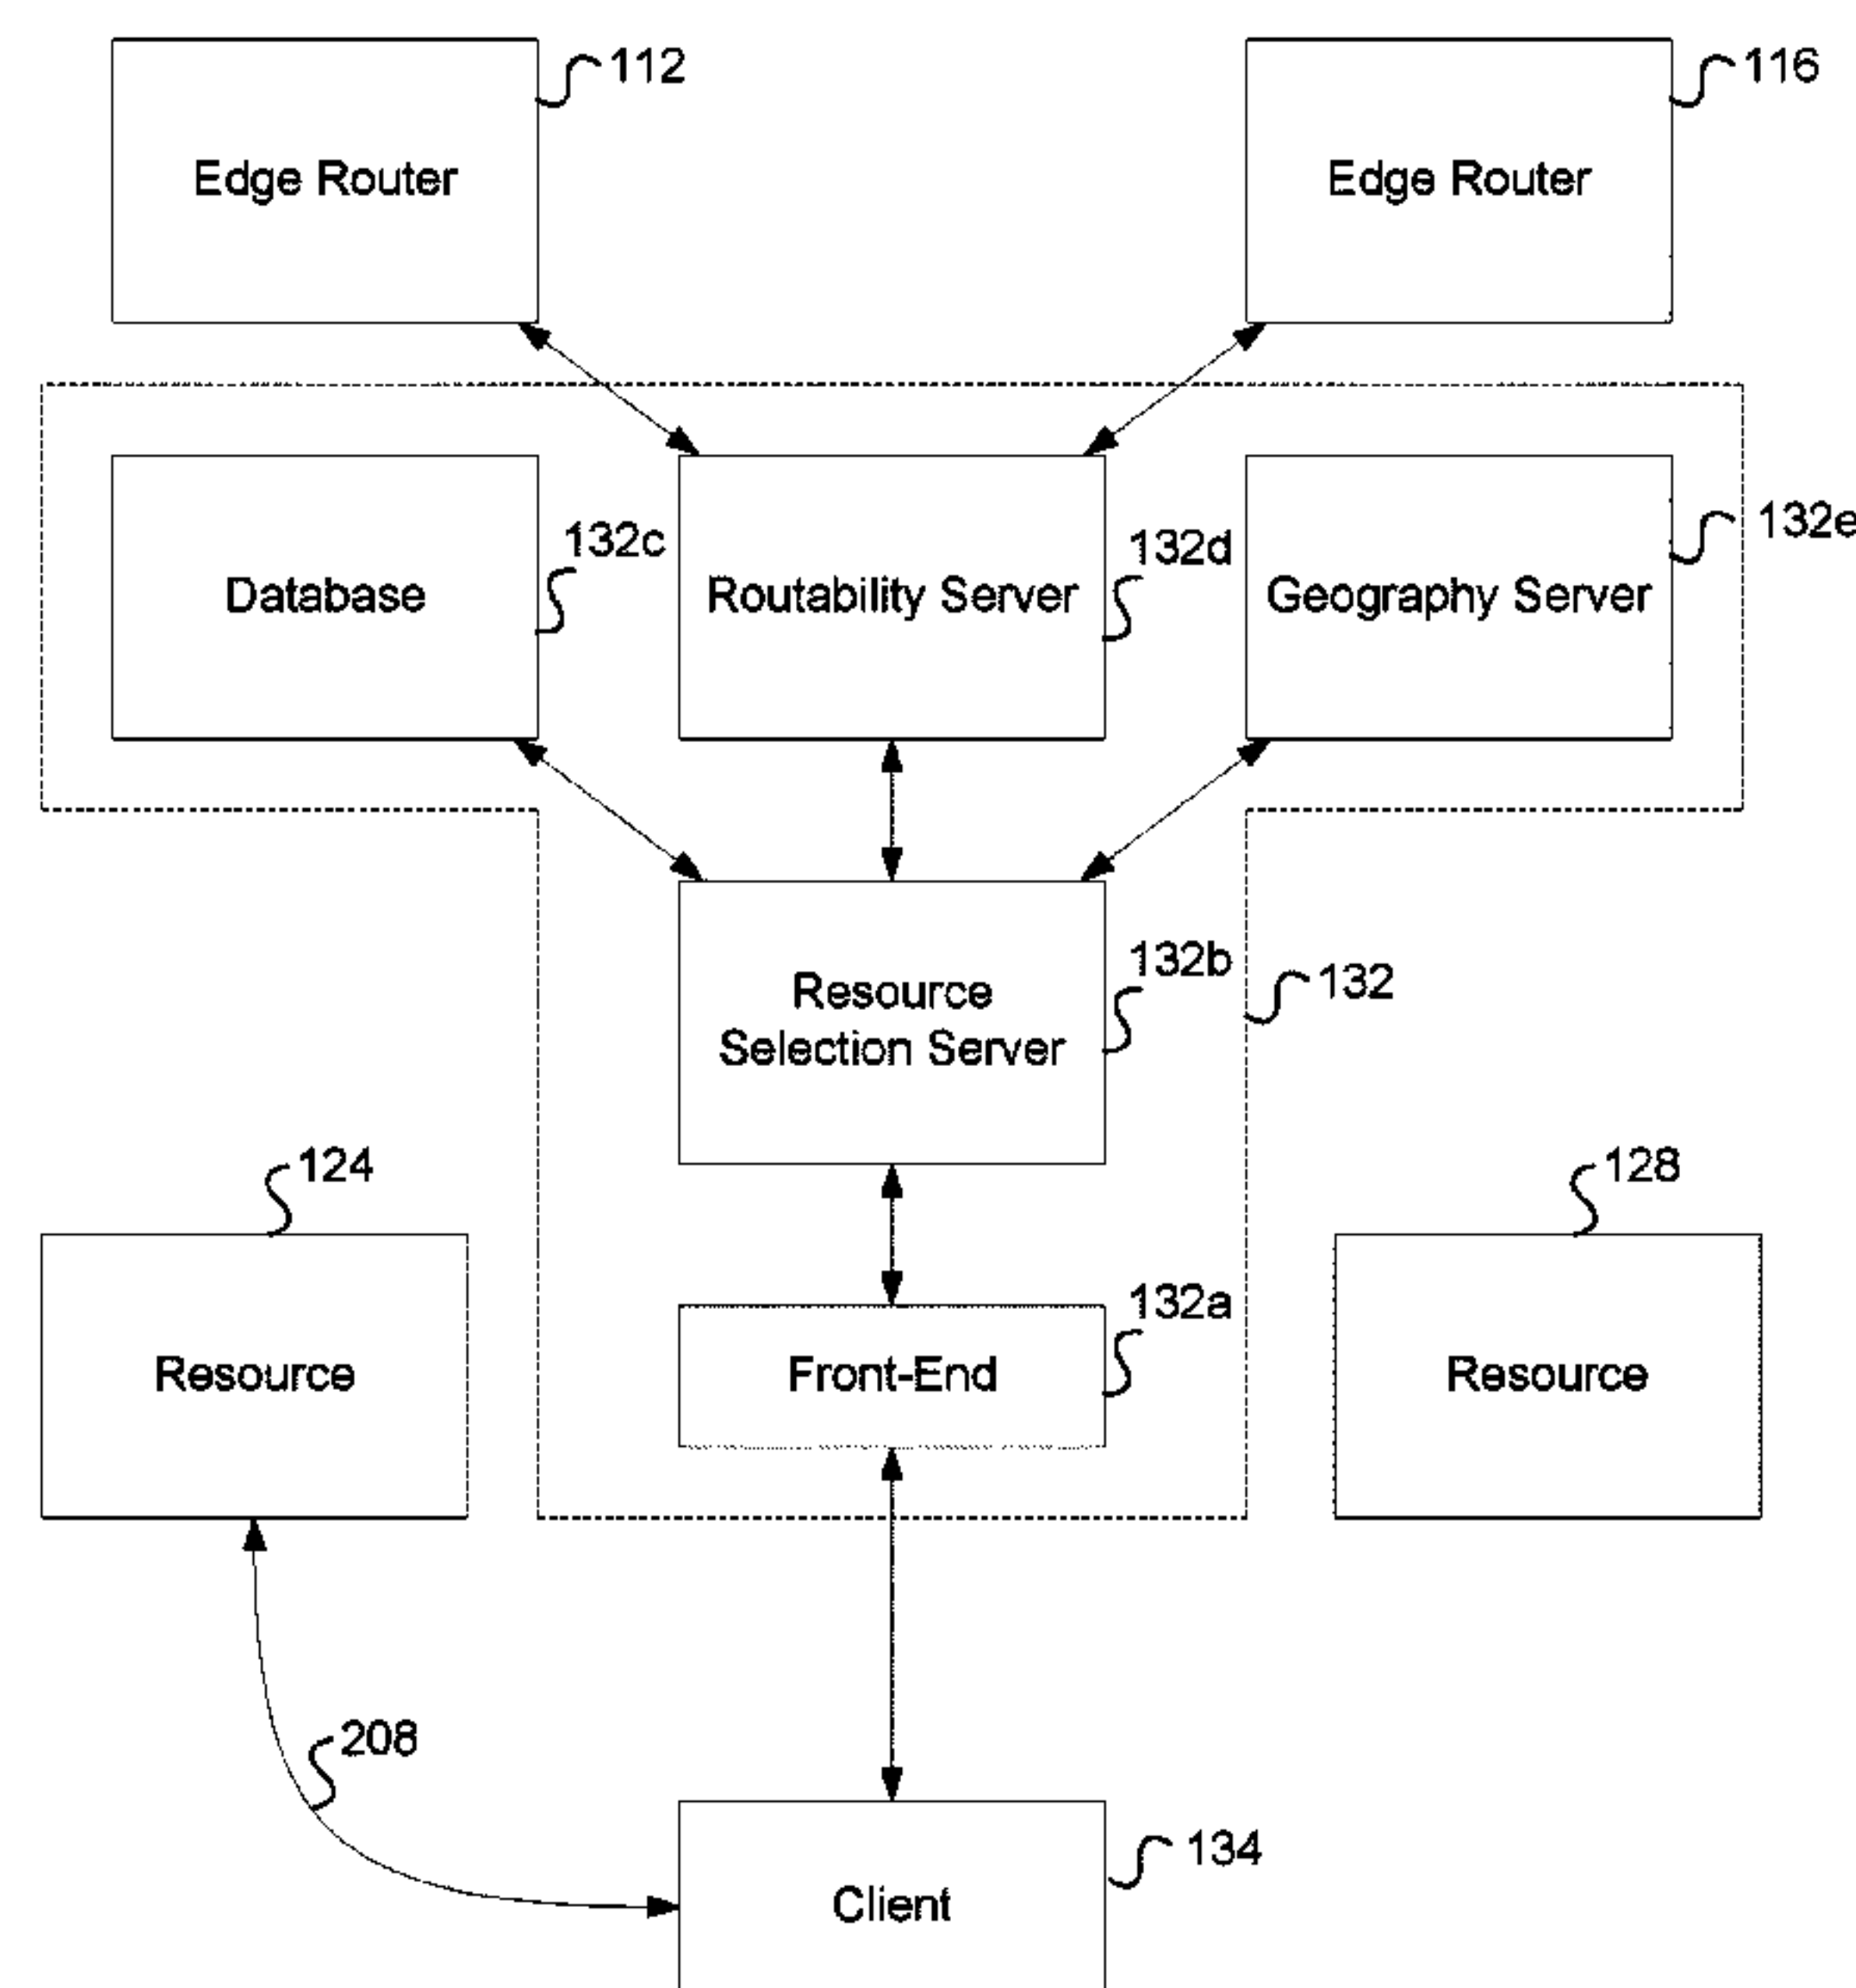 112
116
Edge Router
Edge Router
132c
132d
132e
Database
Routability Server
Geography Server
132b
132
Resource
Selection Server
124
128
132a
Resource
Front-End
Resource
208
134
Client